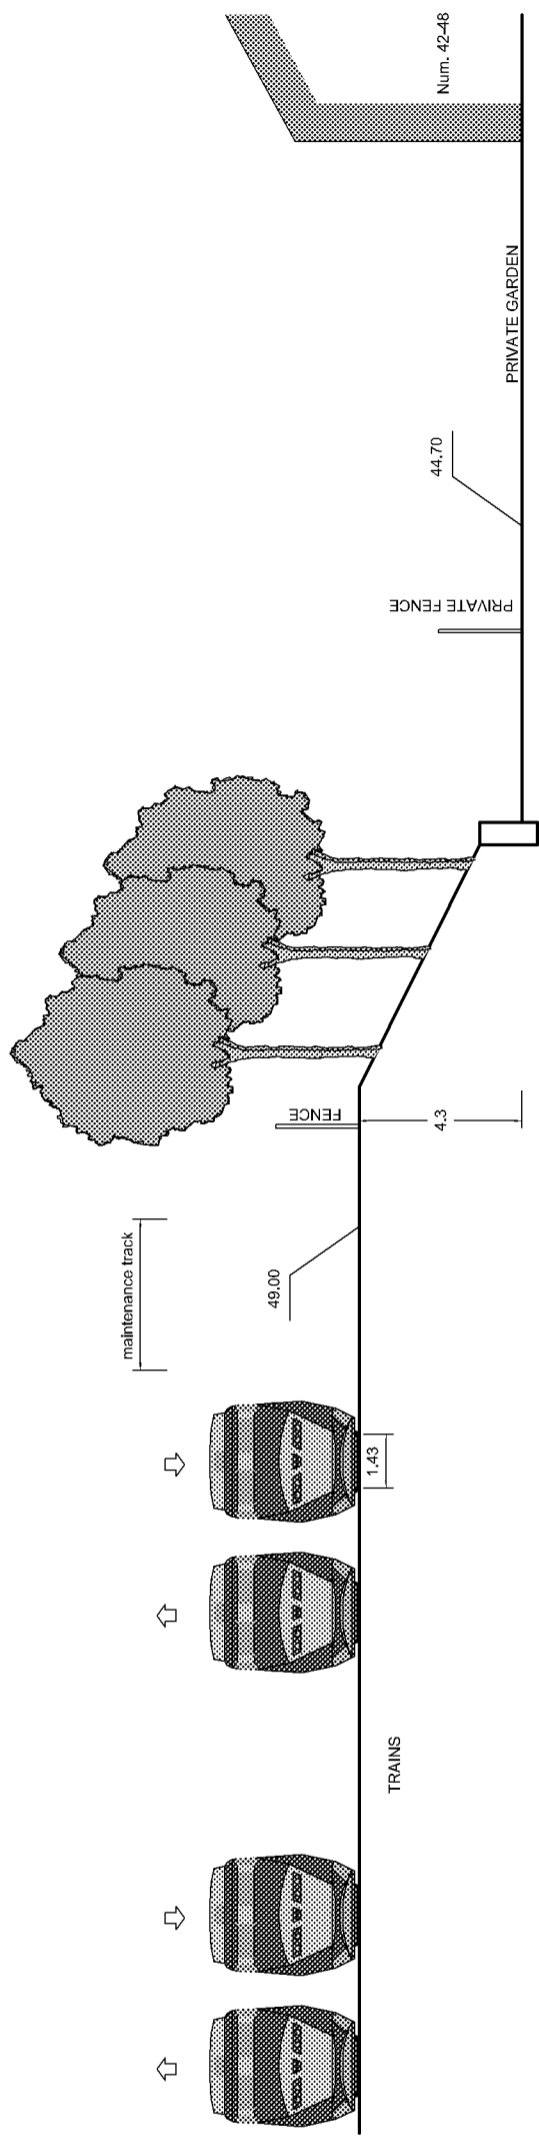 TRAINS
1.43
maintenance track
49.00
FENCE
4.3
PRIVATE FENCE
44.70
PRIVATE GARDEN
Num. 42-48